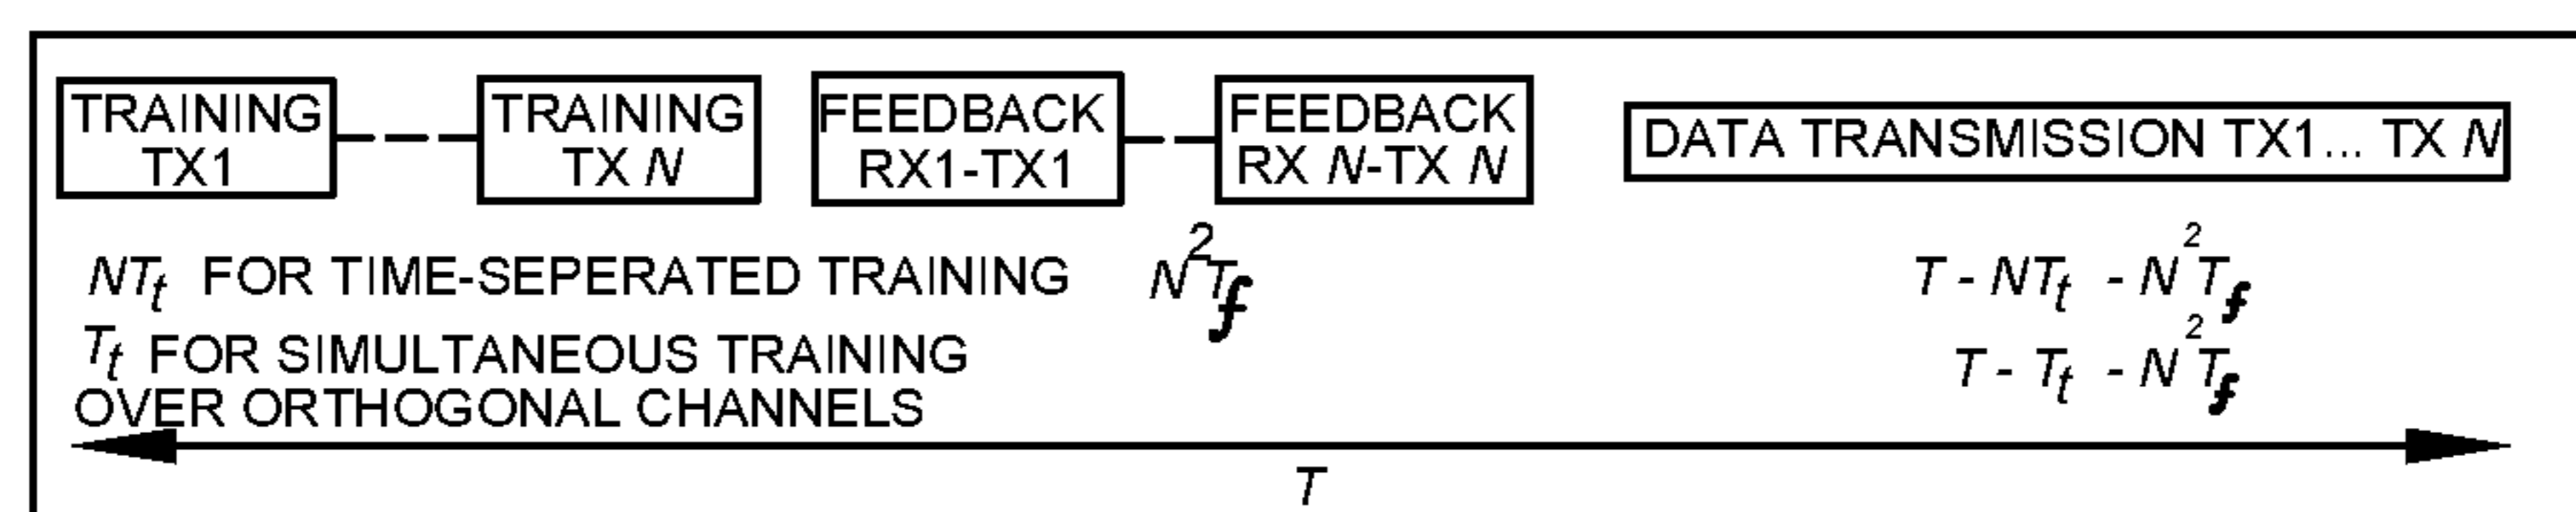 TRAINING
TX1
TRAINING
TX N
FEEDBACK
RX1-TX1
FEEDBACK
RX N-TX N
DATA TRANSMISSION TX1... TX N
NTt FOR TIME-SEPERATED TRAINING
N²Tf
T - NTt - N²Tf
Tt FOR SIMULTANEOUS TRAINING
OVER ORTHOGONAL CHANNELS
T - Tt - N²Tf
T